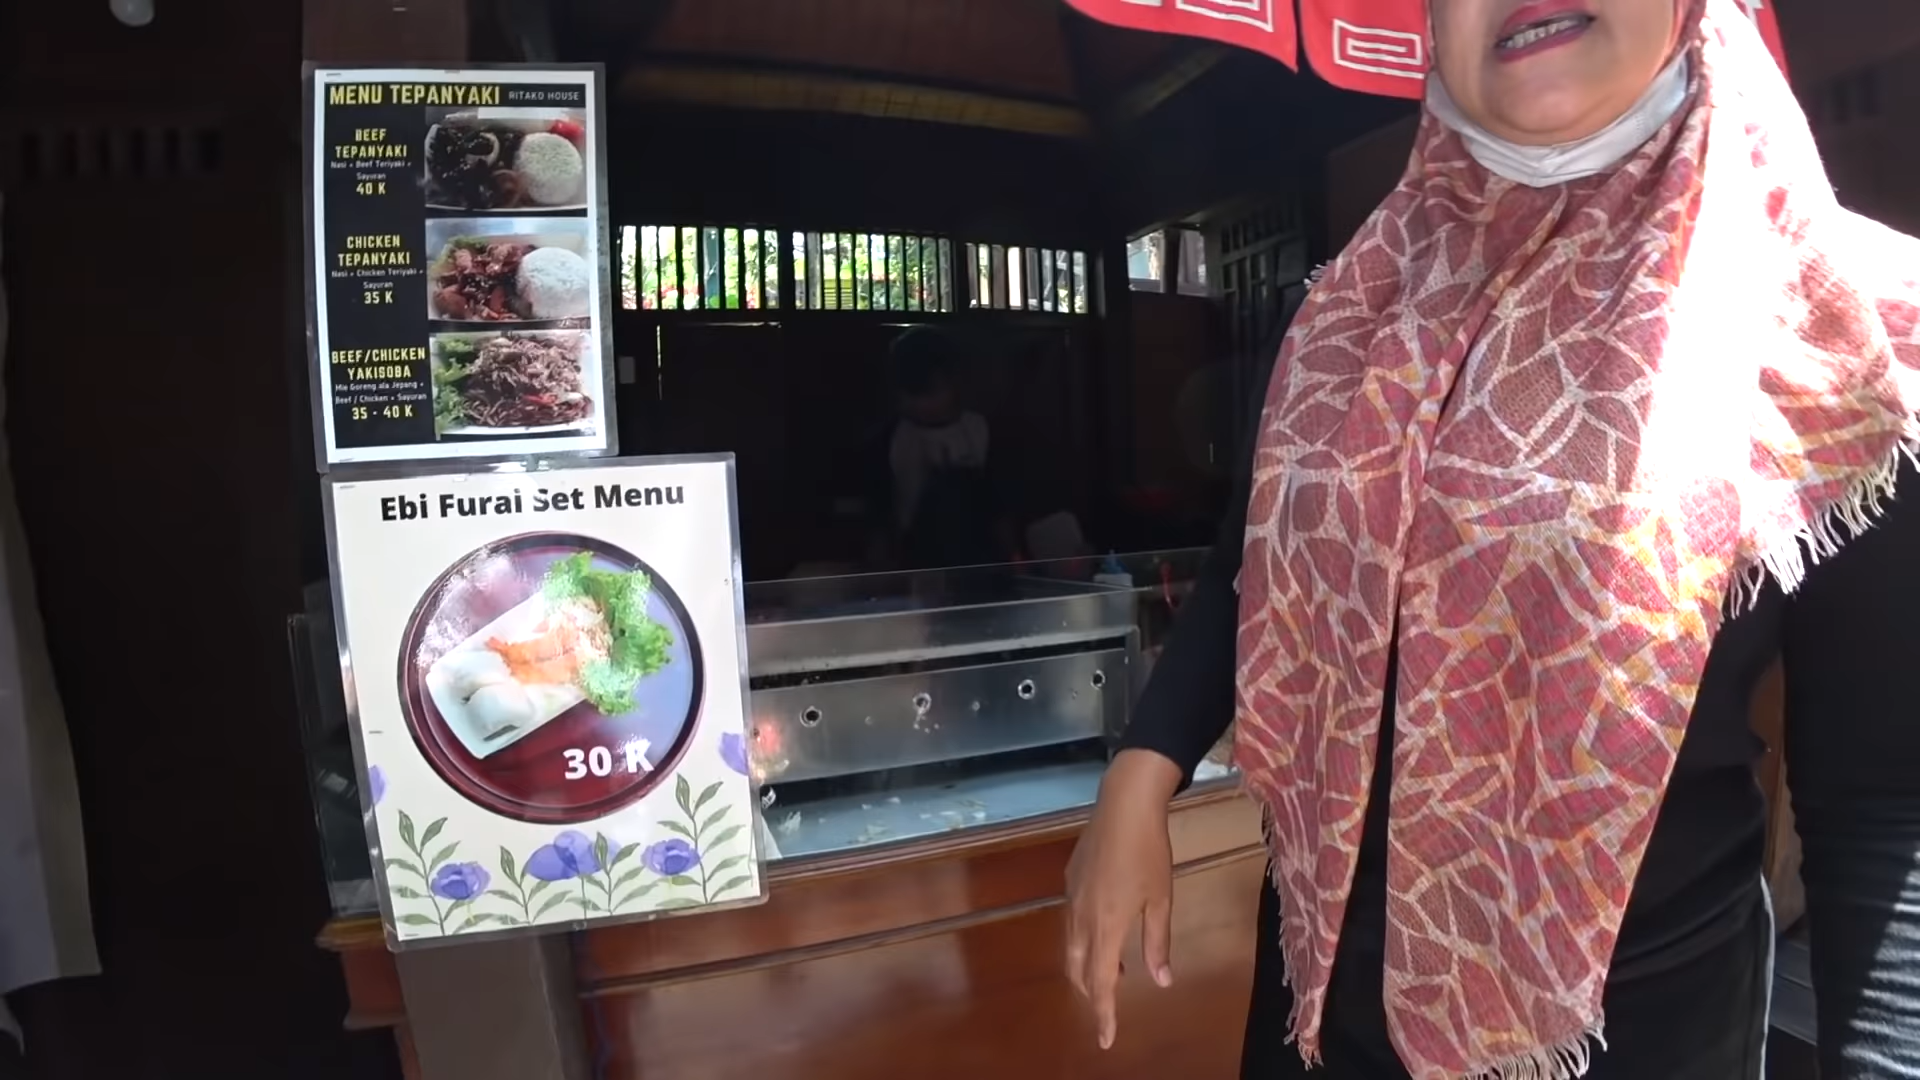 MENU TEPANYAKI RITAKO HOUSE
BEEF
TEPANYAKI
Nasi + Beef Teriyaki +
Sayuran
40 K
CHICKEN
TEPANYAKI
Nasi + Chicken Teriyaki +
Sayuran
35 K
BEEF/CHICKEN
YAKISOBA
Mie Goreng ala Jepang +
Beef / Chicken + Sayuran
35 - 40 K
Ebi Furai Set Menu
30 K